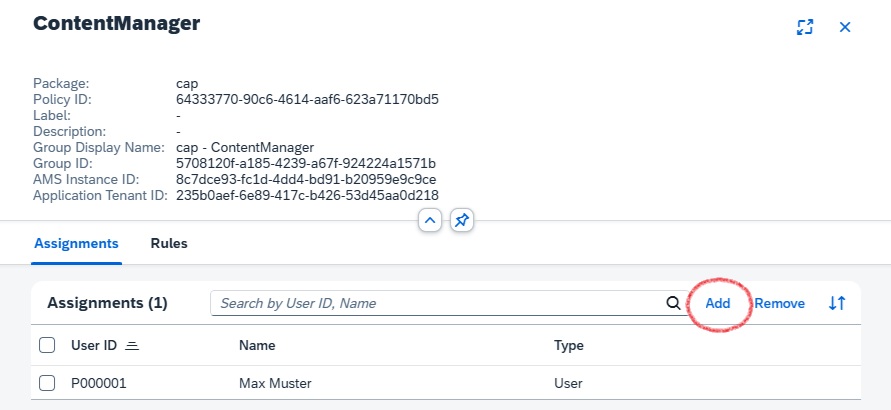 ContentManager
Package: cap
Policy ID: 64333770-90c6-4614-aaf6-623a71170bd5
Label: -
Description: -
Group Display Name: cap - ContentManager
Group ID: 5708120f-a185-4239-a67f-924224a1571b
AMS Instance ID: 8c7dce93-fc1d-4dd4-bd91-b20959e9c9ce
Application Tenant ID: 235b0aef-6e89-417c-b426-53d45aa0d218
Assignments Rules
Assignments (1) Search by User ID, Name Add Remove
User ID Name Type
P000001 Max Muster User